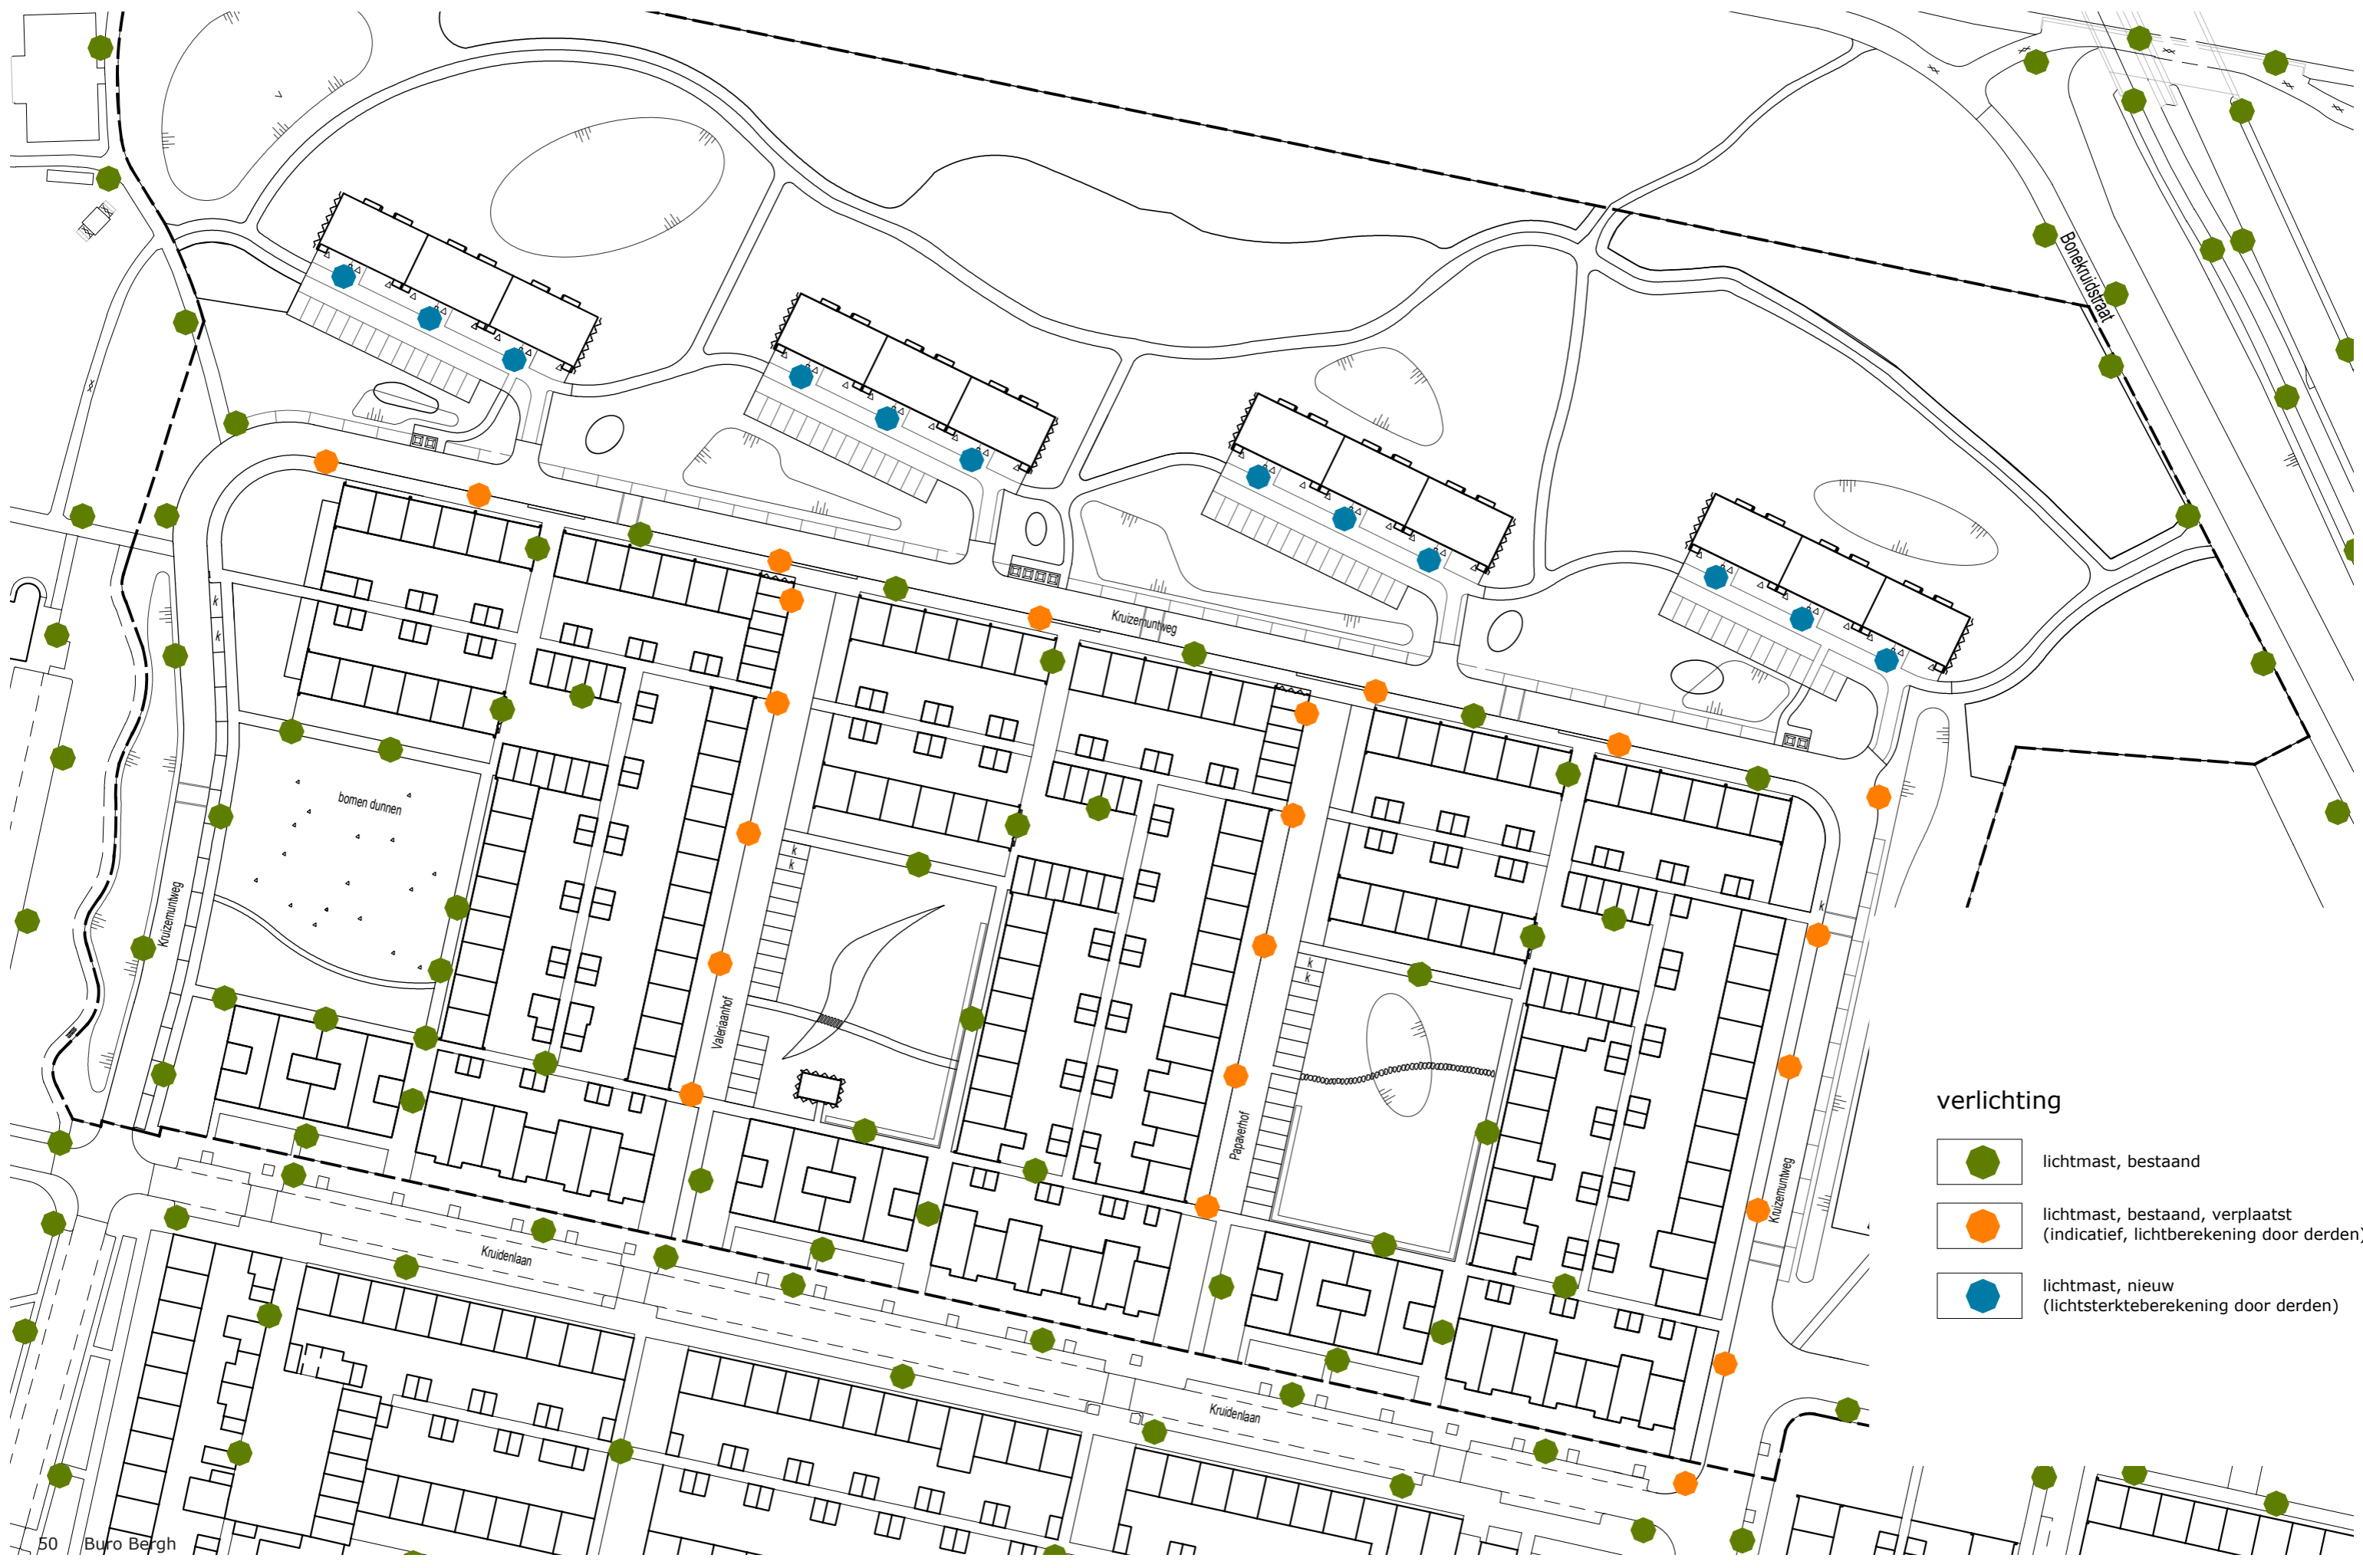 Bonekruidstraat
Kruizemuntweg
k
k
bomen dunnen
k
k
k
k
k
Kruizemuntweg
Valeriaanhof
Papaverhof
Kruizemuntweg
Kruidenlaan
Kruidenlaan
verlichting
lichtmast, bestaand
lichtmast, bestaand, verplaatst
(indicatief, lichtberekening door derden)
lichtmast, nieuw
(lichtsterkteberekening door derden)
50 Buro Bergh